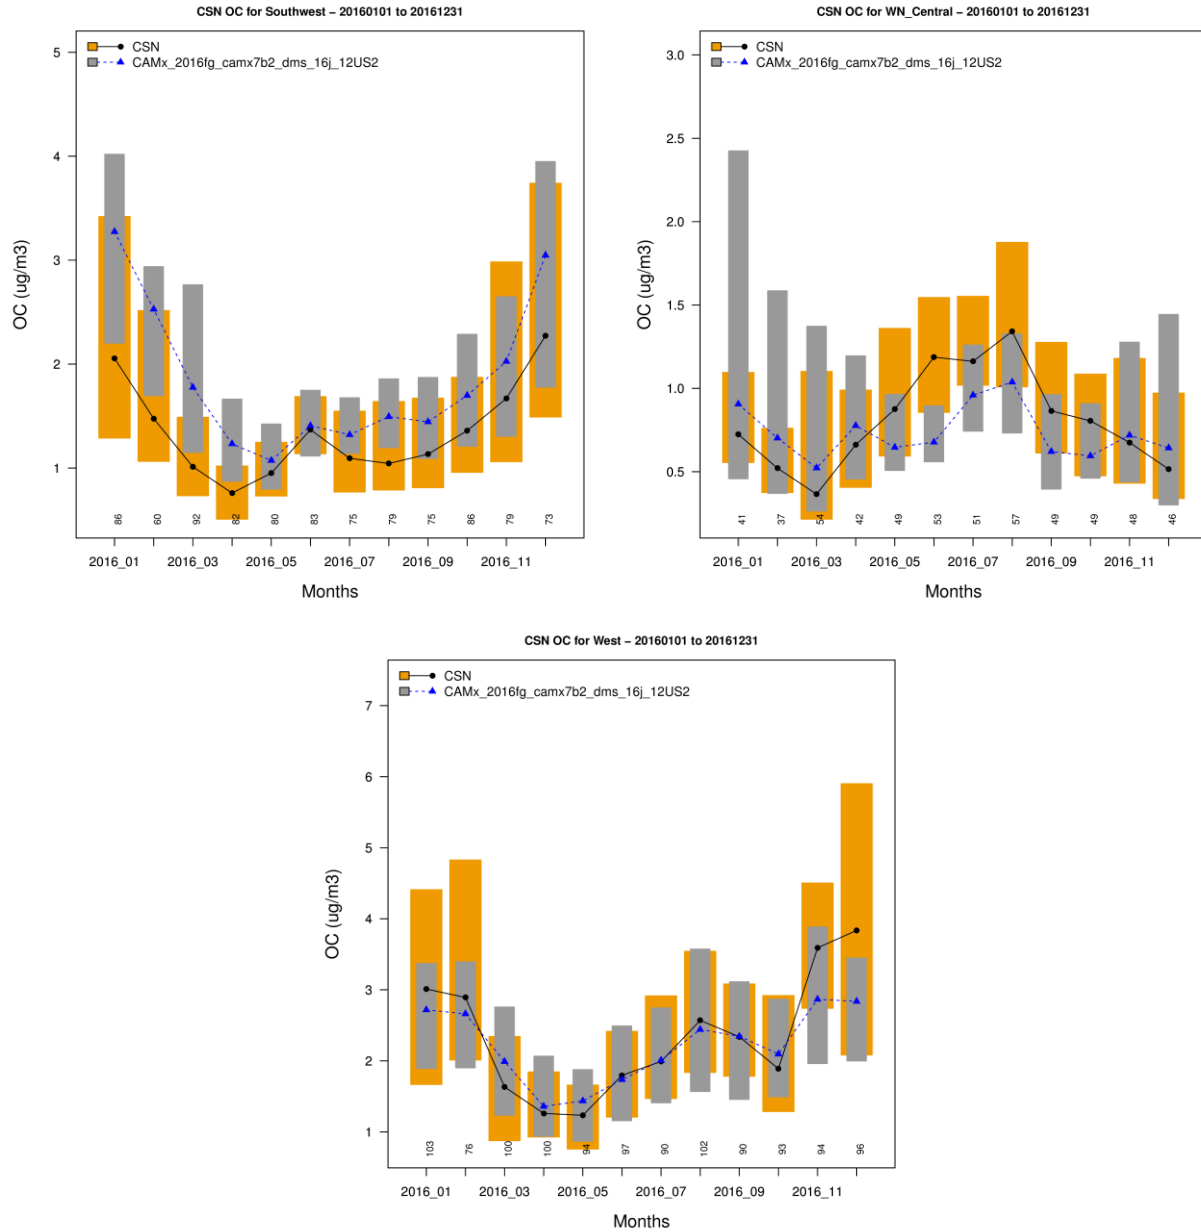 CSN OC for Southwest − 20160101 to 20161231
CSN
CAMx_2016fg_camx7b2_dms_16j_12US2
OC (ug/m3)
5
4
3
2
1
86 60 92 82 80 83 75 79 75 86 79 73
2016_01 2016_03 2016_05 2016_07 2016_09 2016_11
Months
CSN OC for WN_Central − 20160101 to 20161231
CSN
CAMx_2016fg_camx7b2_dms_16j_12US2
OC (ug/m3)
3.0
2.5
2.0
1.5
1.0
0.5
41 37 54 42 49 53 51 57 49 49 48 46
2016_01 2016_03 2016_05 2016_07 2016_09 2016_11
Months
CSN OC for West − 20160101 to 20161231
CSN
CAMx_2016fg_camx7b2_dms_16j_12US2
OC (ug/m3)
7
6
5
4
3
2
1
103 76 100 100 94 97 90 102 90 93 94 96
2016_01 2016_03 2016_05 2016_07 2016_09 2016_11
Months